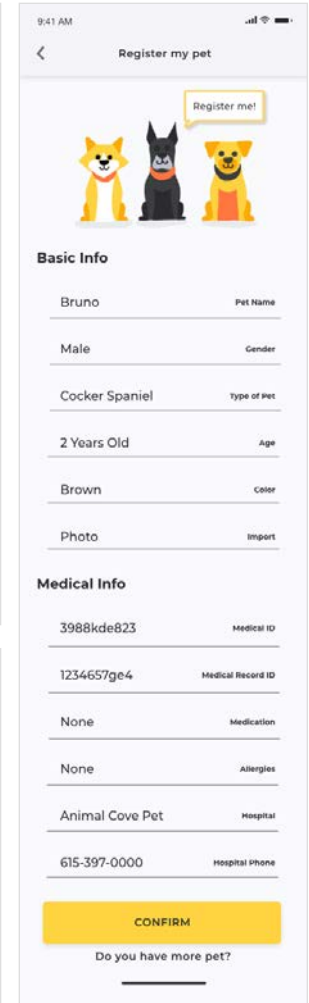 9:41 AM
Register my pet
Register me!
Basic Info
Bruno Pet Name
Male Gender
Cocker Spaniel Type of Pet
2 Years Old Age
Brown Color
Photo Import
Medical Info
3988kde823 Medical ID
1234657ge4 Medical Record ID
None Medication
None Allergies
Animal Cove Pet Hospital
615-397-0000 Hospital Phone
CONFIRM
Do you have more pet?